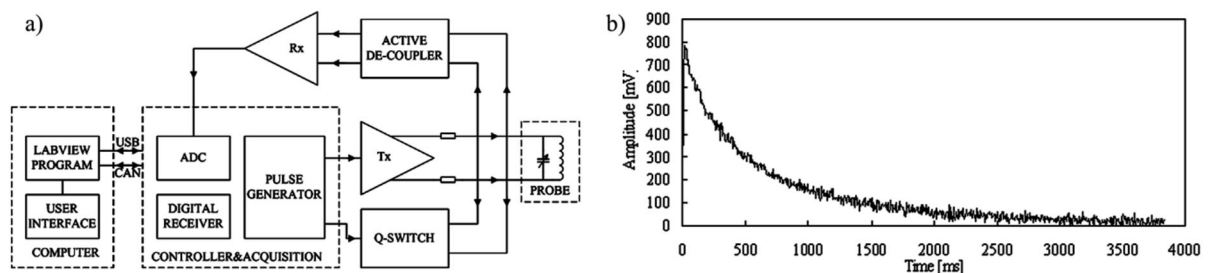 a)
Rx
ACTIVE
DE-COUPLER
LABVIEW
PROGRAM
USER
INTERFACE
COMPUTER
USB
CAN
ADC
DIGITAL
RECEIVER
PULSE
GENERATOR
CONTROLLER&ACQUISITION
Tx
Q-SWITCH
PROBE
b)
Amplitude [mV]
900
800
700
600
500
400
300
200
100
0
0
500
1000
1500
2000
2500
3000
3500
4000
Time [ms]